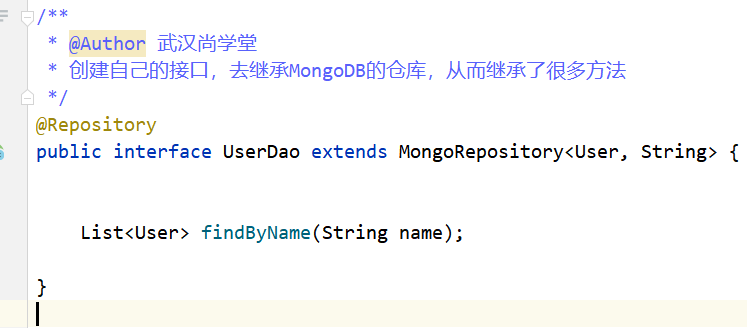 /**
 * @Author 武汉尚学堂
 * 创建自己的接口，去继承MongoDB的仓库，从而继承了很多方法
 */
@Repository
public interface UserDao extends MongoRepository<User, String> {
    List<User> findByName(String name);
}